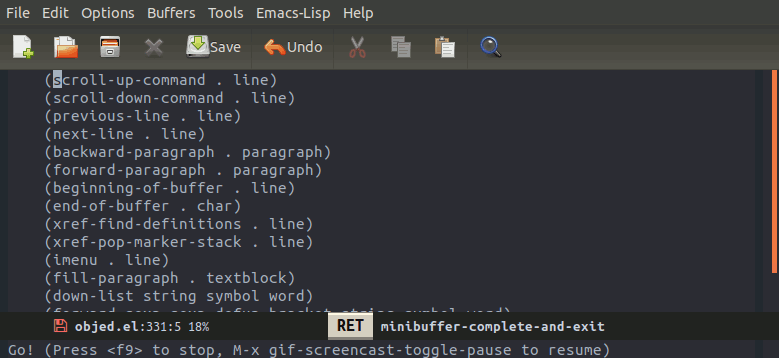 File Edit Options Buffers Tools Emacs-Lisp Help
Save Undo
(scroll-up-command . line)
(scroll-down-command . line)
(previous-line . line)
(next-line . line)
(backward-paragraph . paragraph)
(forward-paragraph . paragraph)
(beginning-of-buffer . line)
(end-of-buffer . char)
(xref-find-definitions . line)
(xref-pop-marker-stack . line)
(imenu . line)
(fill-paragraph . textblock)
(down-list string symbol word)
objed.el:331:5 18% RET minibuffer-complete-and-exit
Go! (Press <f9> to stop, M-x gif-screencast-toggle-pause to resume)